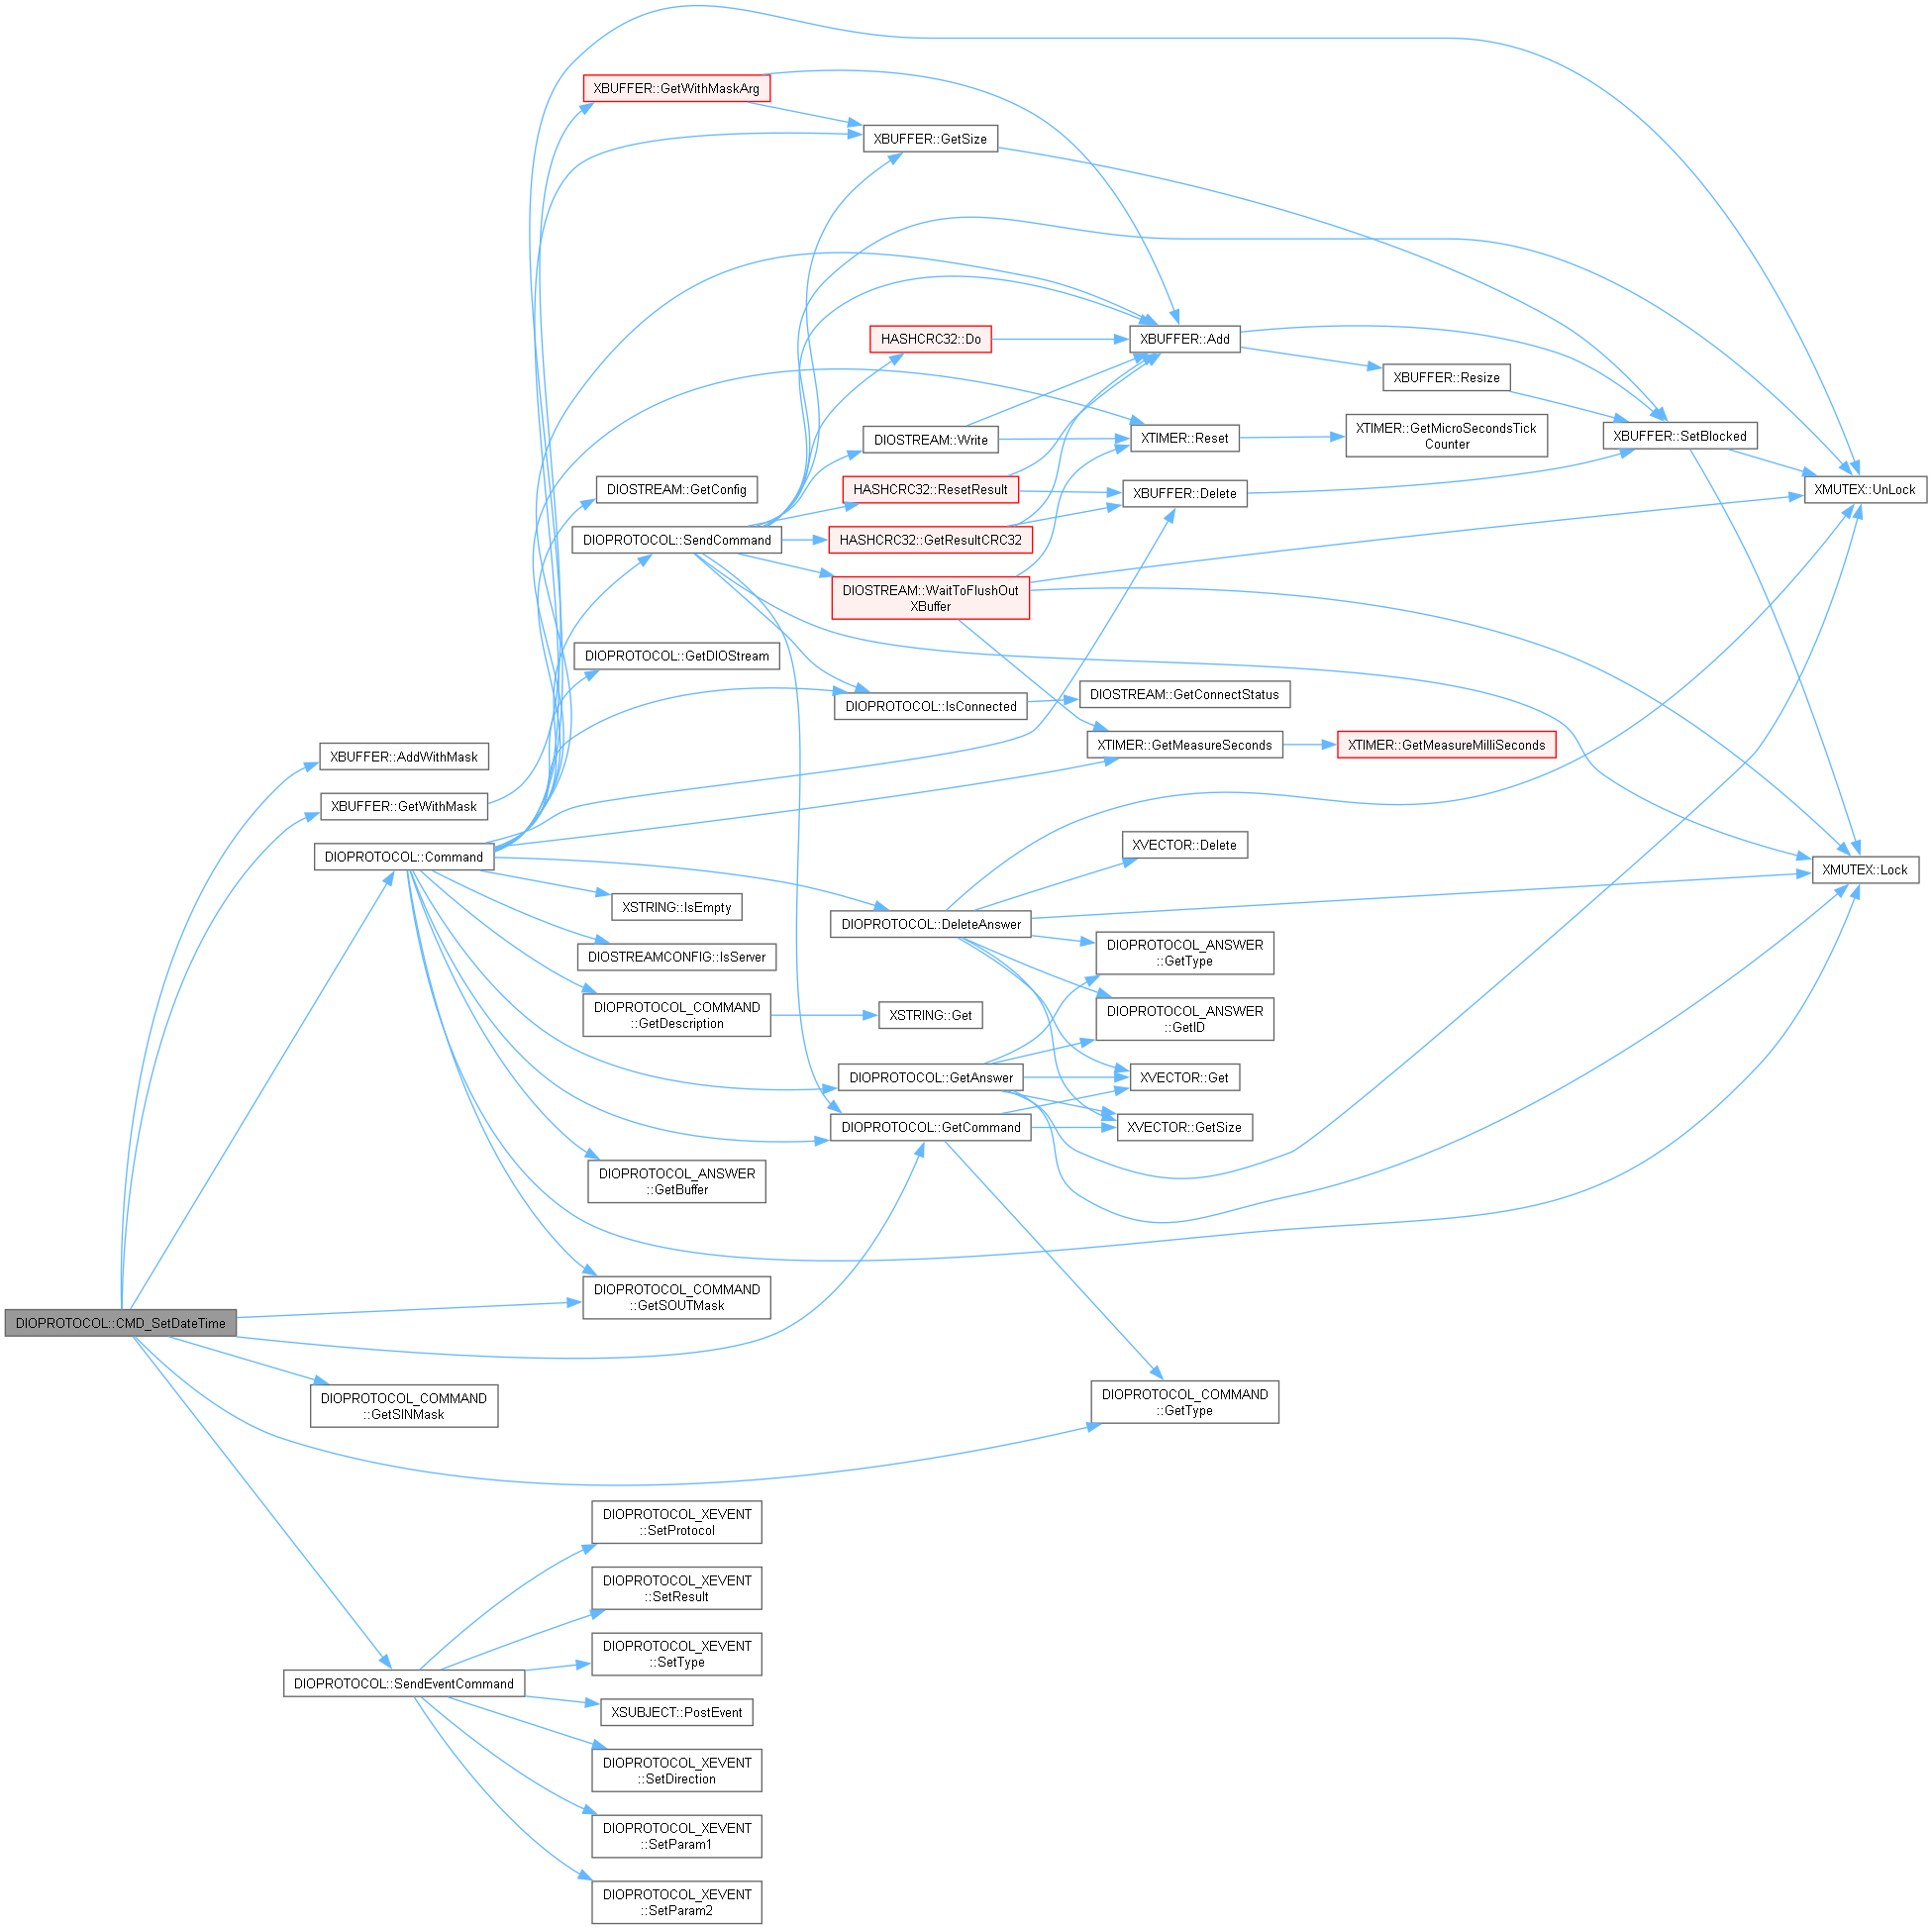 XBUFFER::GetWithMaskArg
XBUFFER::GetSize
HASHCRC32::Do
XBUFFER::Add
XBUFFER::Resize
DIOSTREAM::Write
XTIMER::Reset
XTIMER::GetMicroSecondsTick
Counter
XBUFFER::SetBlocked
DIOSTREAM::GetConfig
HASHCRC32::ResetResult
XBUFFER::Delete
XMUTEX::UnLock
DIOPROTOCOL::SendCommand
HASHCRC32::GetResultCRC32
DIOSTREAM::WaitToFlushOut
XBuffer
DIOPROTOCOL::GetDIOStream
DIOPROTOCOL::IsConnected
DIOSTREAM::GetConnectStatus
XBUFFER::AddWithMask
XTIMER::GetMeasureSeconds
XTIMER::GetMeasureMilliSeconds
XBUFFER::GetWithMask
DIOPROTOCOL::Command
XVECTOR::Delete
XMUTEX::Lock
XSTRING::IsEmpty
DIOPROTOCOL::DeleteAnswer
DIOSTREAMCONFIG::IsServer
DIOPROTOCOL_ANSWER
::GetType
DIOPROTOCOL_COMMAND
::GetDescription
XSTRING::Get
DIOPROTOCOL_ANSWER
::GetID
DIOPROTOCOL::GetAnswer
XVECTOR::Get
DIOPROTOCOL::GetCommand
XVECTOR::GetSize
DIOPROTOCOL_ANSWER
::GetBuffer
DIOPROTOCOL_COMMAND
::GetSOUTMask
DIOPROTOCOL::CMD_SetDateTime
DIOPROTOCOL_COMMAND
::GetSINMask
DIOPROTOCOL_COMMAND
::GetType
DIOPROTOCOL_XEVENT
::SetProtocol
DIOPROTOCOL_XEVENT
::SetResult
DIOPROTOCOL_XEVENT
::SetType
DIOPROTOCOL::SendEventCommand
XSUBJECT::PostEvent
DIOPROTOCOL_XEVENT
::SetDirection
DIOPROTOCOL_XEVENT
::SetParam1
DIOPROTOCOL_XEVENT
::SetParam2